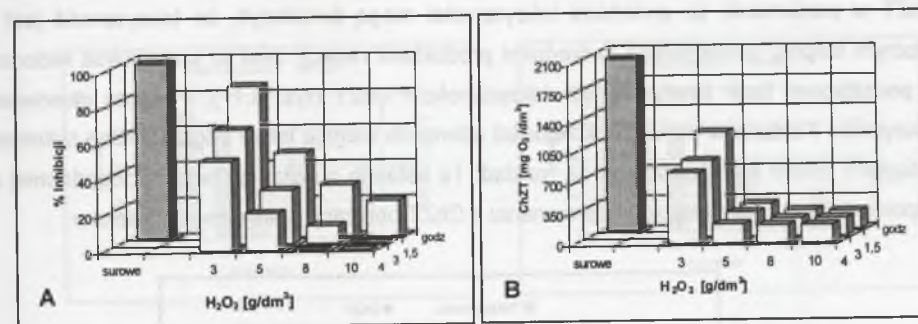 100
80
60
40
20
0
% Inhibicji
surowe
3
5
8
10
4
3
1,5
godz
H₂O₂ [g/dm³]
A
2100
1750
1400
1050
700
350
0
ChZT [mg O₂/dm³]
surowe
3
5
8
10
4
3
1,5
godz
H₂O₃ [g/dm³]
B